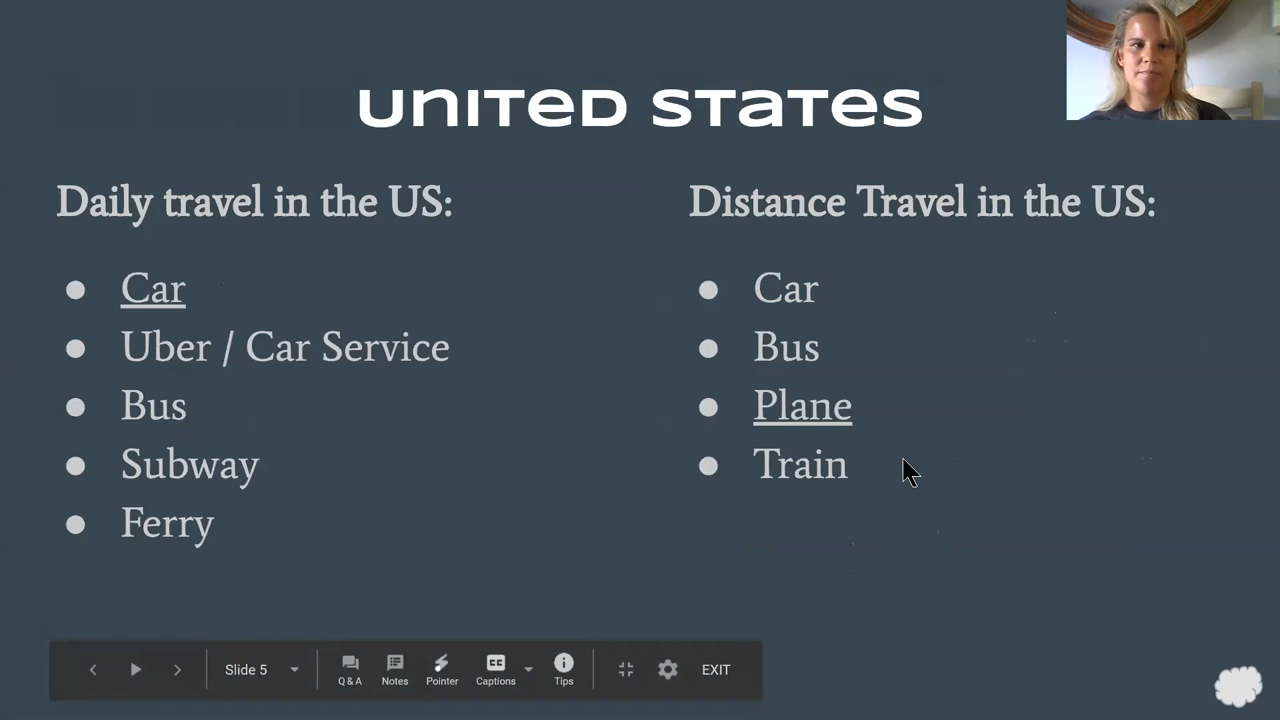 UNITED STATES
Daily travel in the US:
● Car
● Uber / Car Service
● Bus
● Subway
● Ferry
Distance Travel in the US:
● Car
● Bus
● Plane
● Train
Slide 5
Q & A
Notes
Pointer
CC
Captions
Tips
EXIT